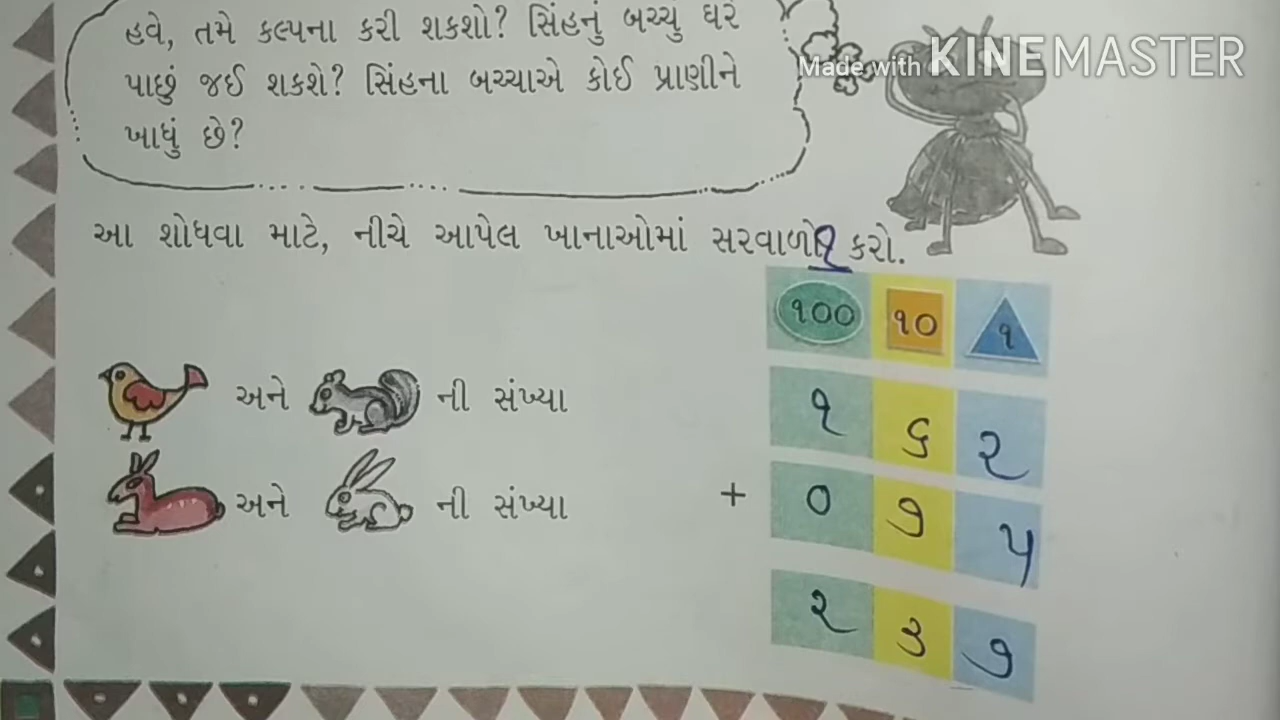 હવે, તમે કલ્પના કરી શકશો? સિંહનું બચ્ચું ઘરે
પાછું જઈ શકશે? સિંહના બચ્ચાએ કોઈ પ્રાણીને
ખાધું છે?
Made with KINEMASTER
આ શોધવા માટે, નીચે આપેલ ખાનાઓમાં સરવાળો કરો.
૧
૧૦૦ ૧૦ ૧
અને ની સંખ્યા ૧ ૬ ૨
અને ની સંખ્યા + ૦ ૭ ૫
૨ ૩ ૭